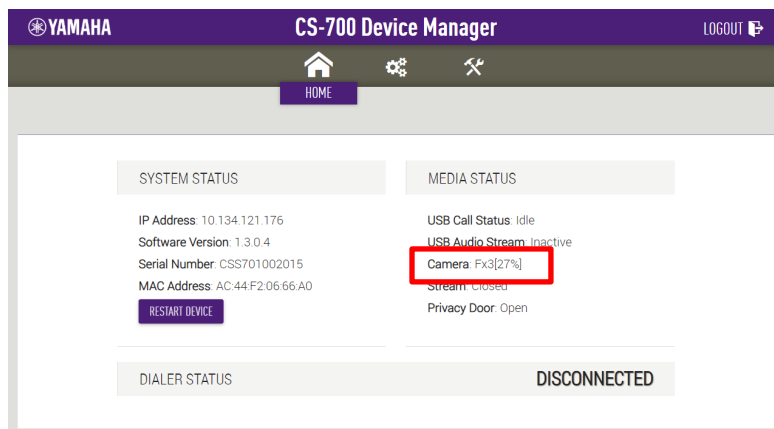 YAMAHA
CS-700 Device Manager
LOGOUT
HOME
SYSTEM STATUS
IP Address: 10.134.121.176
Software Version: 1.3.0.4
Serial Number: CSS701002015
MAC Address: AC:44:F2:06:66:A0
RESTART DEVICE
MEDIA STATUS
USB Call Status: Idle
USB Audio Stream: Inactive
Camera: Fx3[27%]
Stream: Closed
Privacy Door: Open
DIALER STATUS
DISCONNECTED